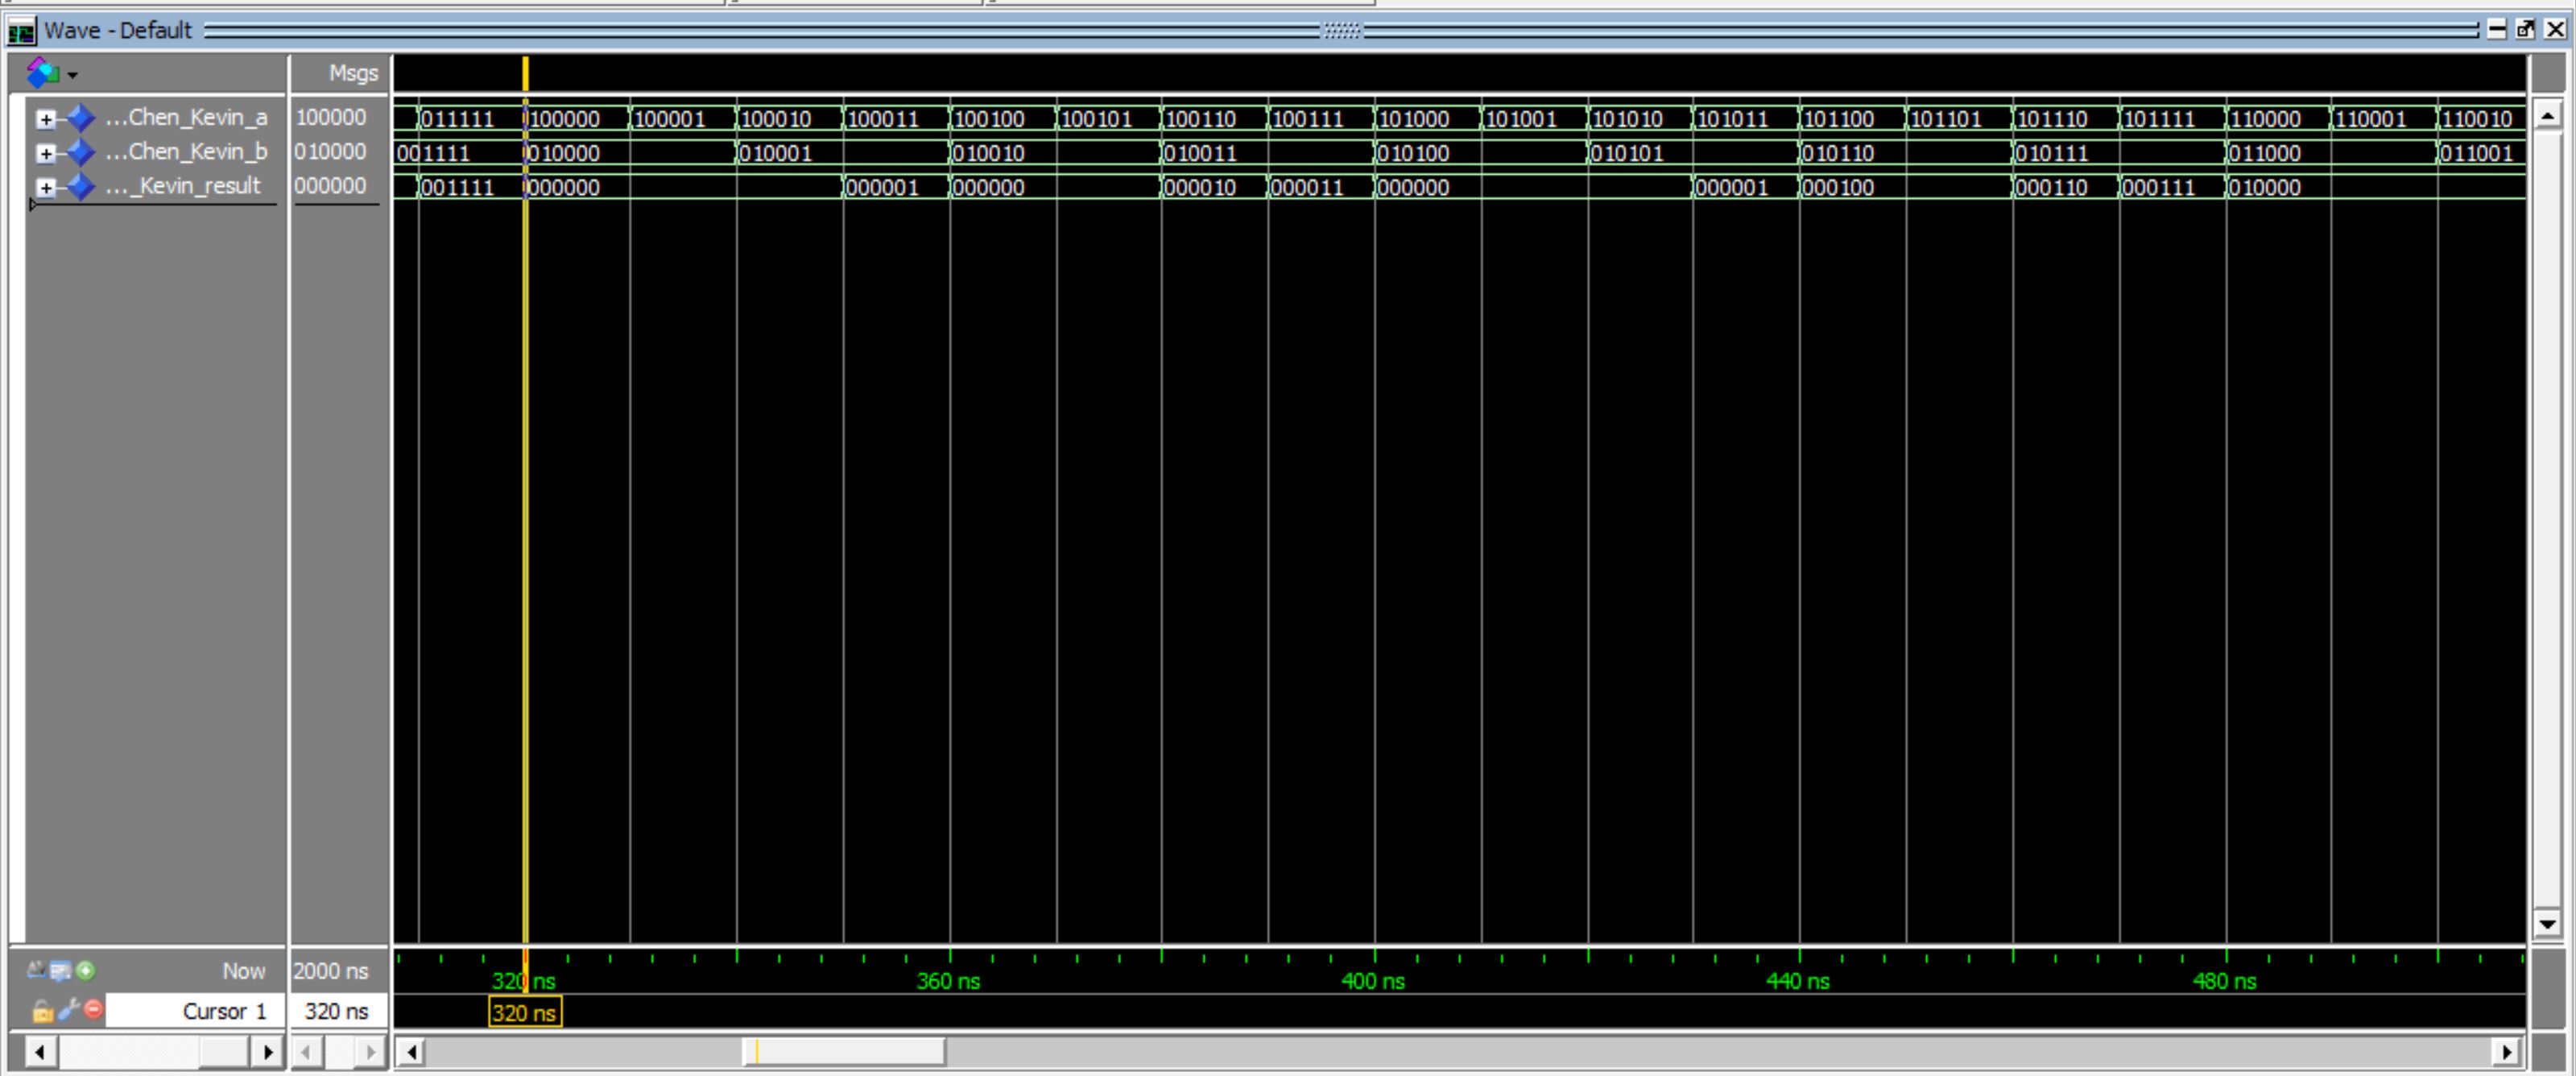 Wave - Default
Msgs
...Chen_Kevin_a 100000 011111 100000 100001 100010 100011 100100 100101 100110 100111 101000 101001 101010 101011 101100 101101 101110 101111 110000 110001 110010
...Chen_Kevin_b 010000 001111 010000 010001 010010 010011 010100 010101 010110 010111 011000 011001
..._Kevin_result 000000 001111 000000 000001 000000 000010 000011 000000 000001 000100 000110 000111 010000
Now 2000 ns 320 ns 360 ns 400 ns 440 ns 480 ns
Cursor 1 320 ns 320 ns